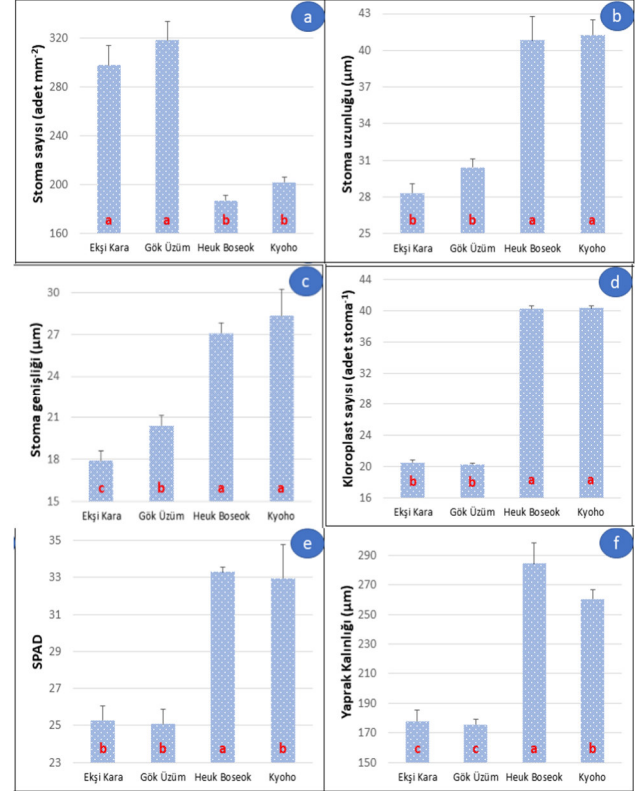 a
Stoma sayısı (adet mm⁻²)
320
280
240
200
160
a
a
b
b
Ekşi Kara Gök Üzüm Heuk Boseok Kyoho
b
Stoma uzunluğu (µm)
43
40
37
34
31
28
25
b
b
a
a
Ekşi Kara Gök Üzüm Heuk Boseok Kyoho
c
Stoma genişliği (µm)
30
27
24
21
18
15
c
b
a
a
Ekşi Kara Gök Üzüm Heuk Boseok Kyoho
d
Kloroplast sayısı (adet stoma⁻¹)
44
40
36
32
28
24
20
16
b
b
a
a
Ekşi Kara Gök Üzüm Heuk Boseok Kyoho
e
SPAD
35
33
31
29
27
25
23
b
b
a
b
Ekşi Kara Gök Üzüm Heuk Boseok Kyoho
f
Yaprak Kalınlığı (µm)
290
270
250
230
210
190
170
150
c
c
a
b
Ekşi Kara Gök Üzüm Heuk Boseok Kyoho